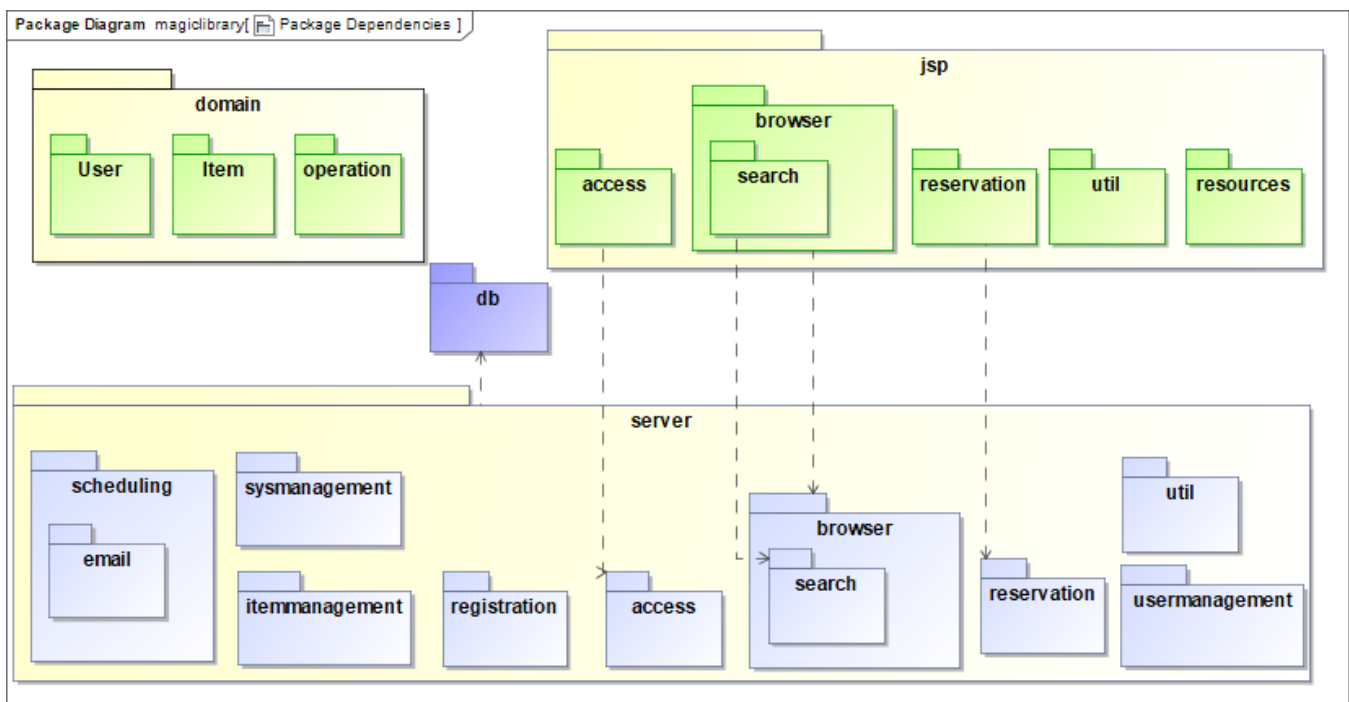 Package Diagram magiclibrary[ Package Dependencies ]
jsp
domain
browser
User
Item
operation
access
search
reservation
util
resources
db
server
scheduling
sysmanagement
util
browser
email
search
itemmanagement
registration
access
reservation
usermanagement